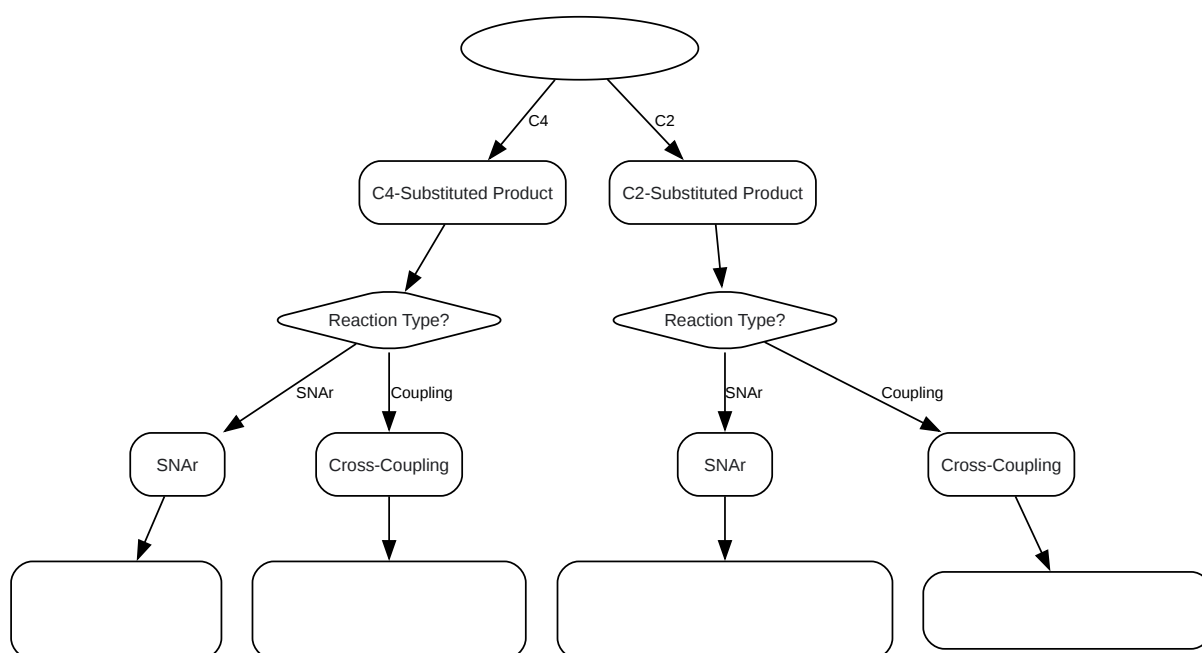 C4
C2
C4-Substituted Product
C2-Substituted Product
Reaction Type?
Reaction Type?
SNAr
Coupling
SNAr
Coupling
SNAr
Cross-Coupling
SNAr
Cross-Coupling